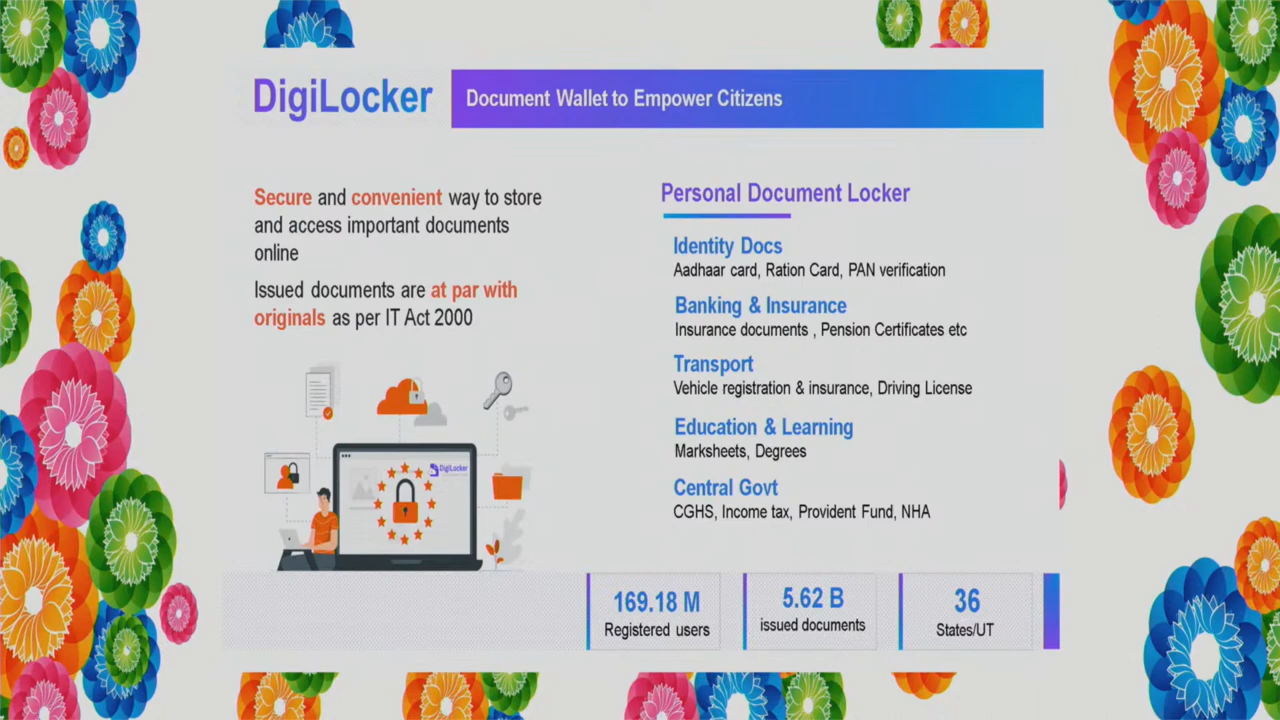 DigiLocker
Document Wallet to Empower Citizens
Secure and convenient way to store
and access important documents
online
Issued documents are at par with
originals as per IT Act 2000
DigiLocker
Personal Document Locker
Identity Docs
Aadhaar card, Ration Card, PAN verification
Banking & Insurance
Insurance documents , Pension Certificates etc
Transport
Vehicle registration & insurance, Driving License
Education & Learning
Marksheets, Degrees
Central Govt
CGHS, Income tax, Provident Fund, NHA
169.18 M
Registered users
5.62 B
issued documents
36
States/UT